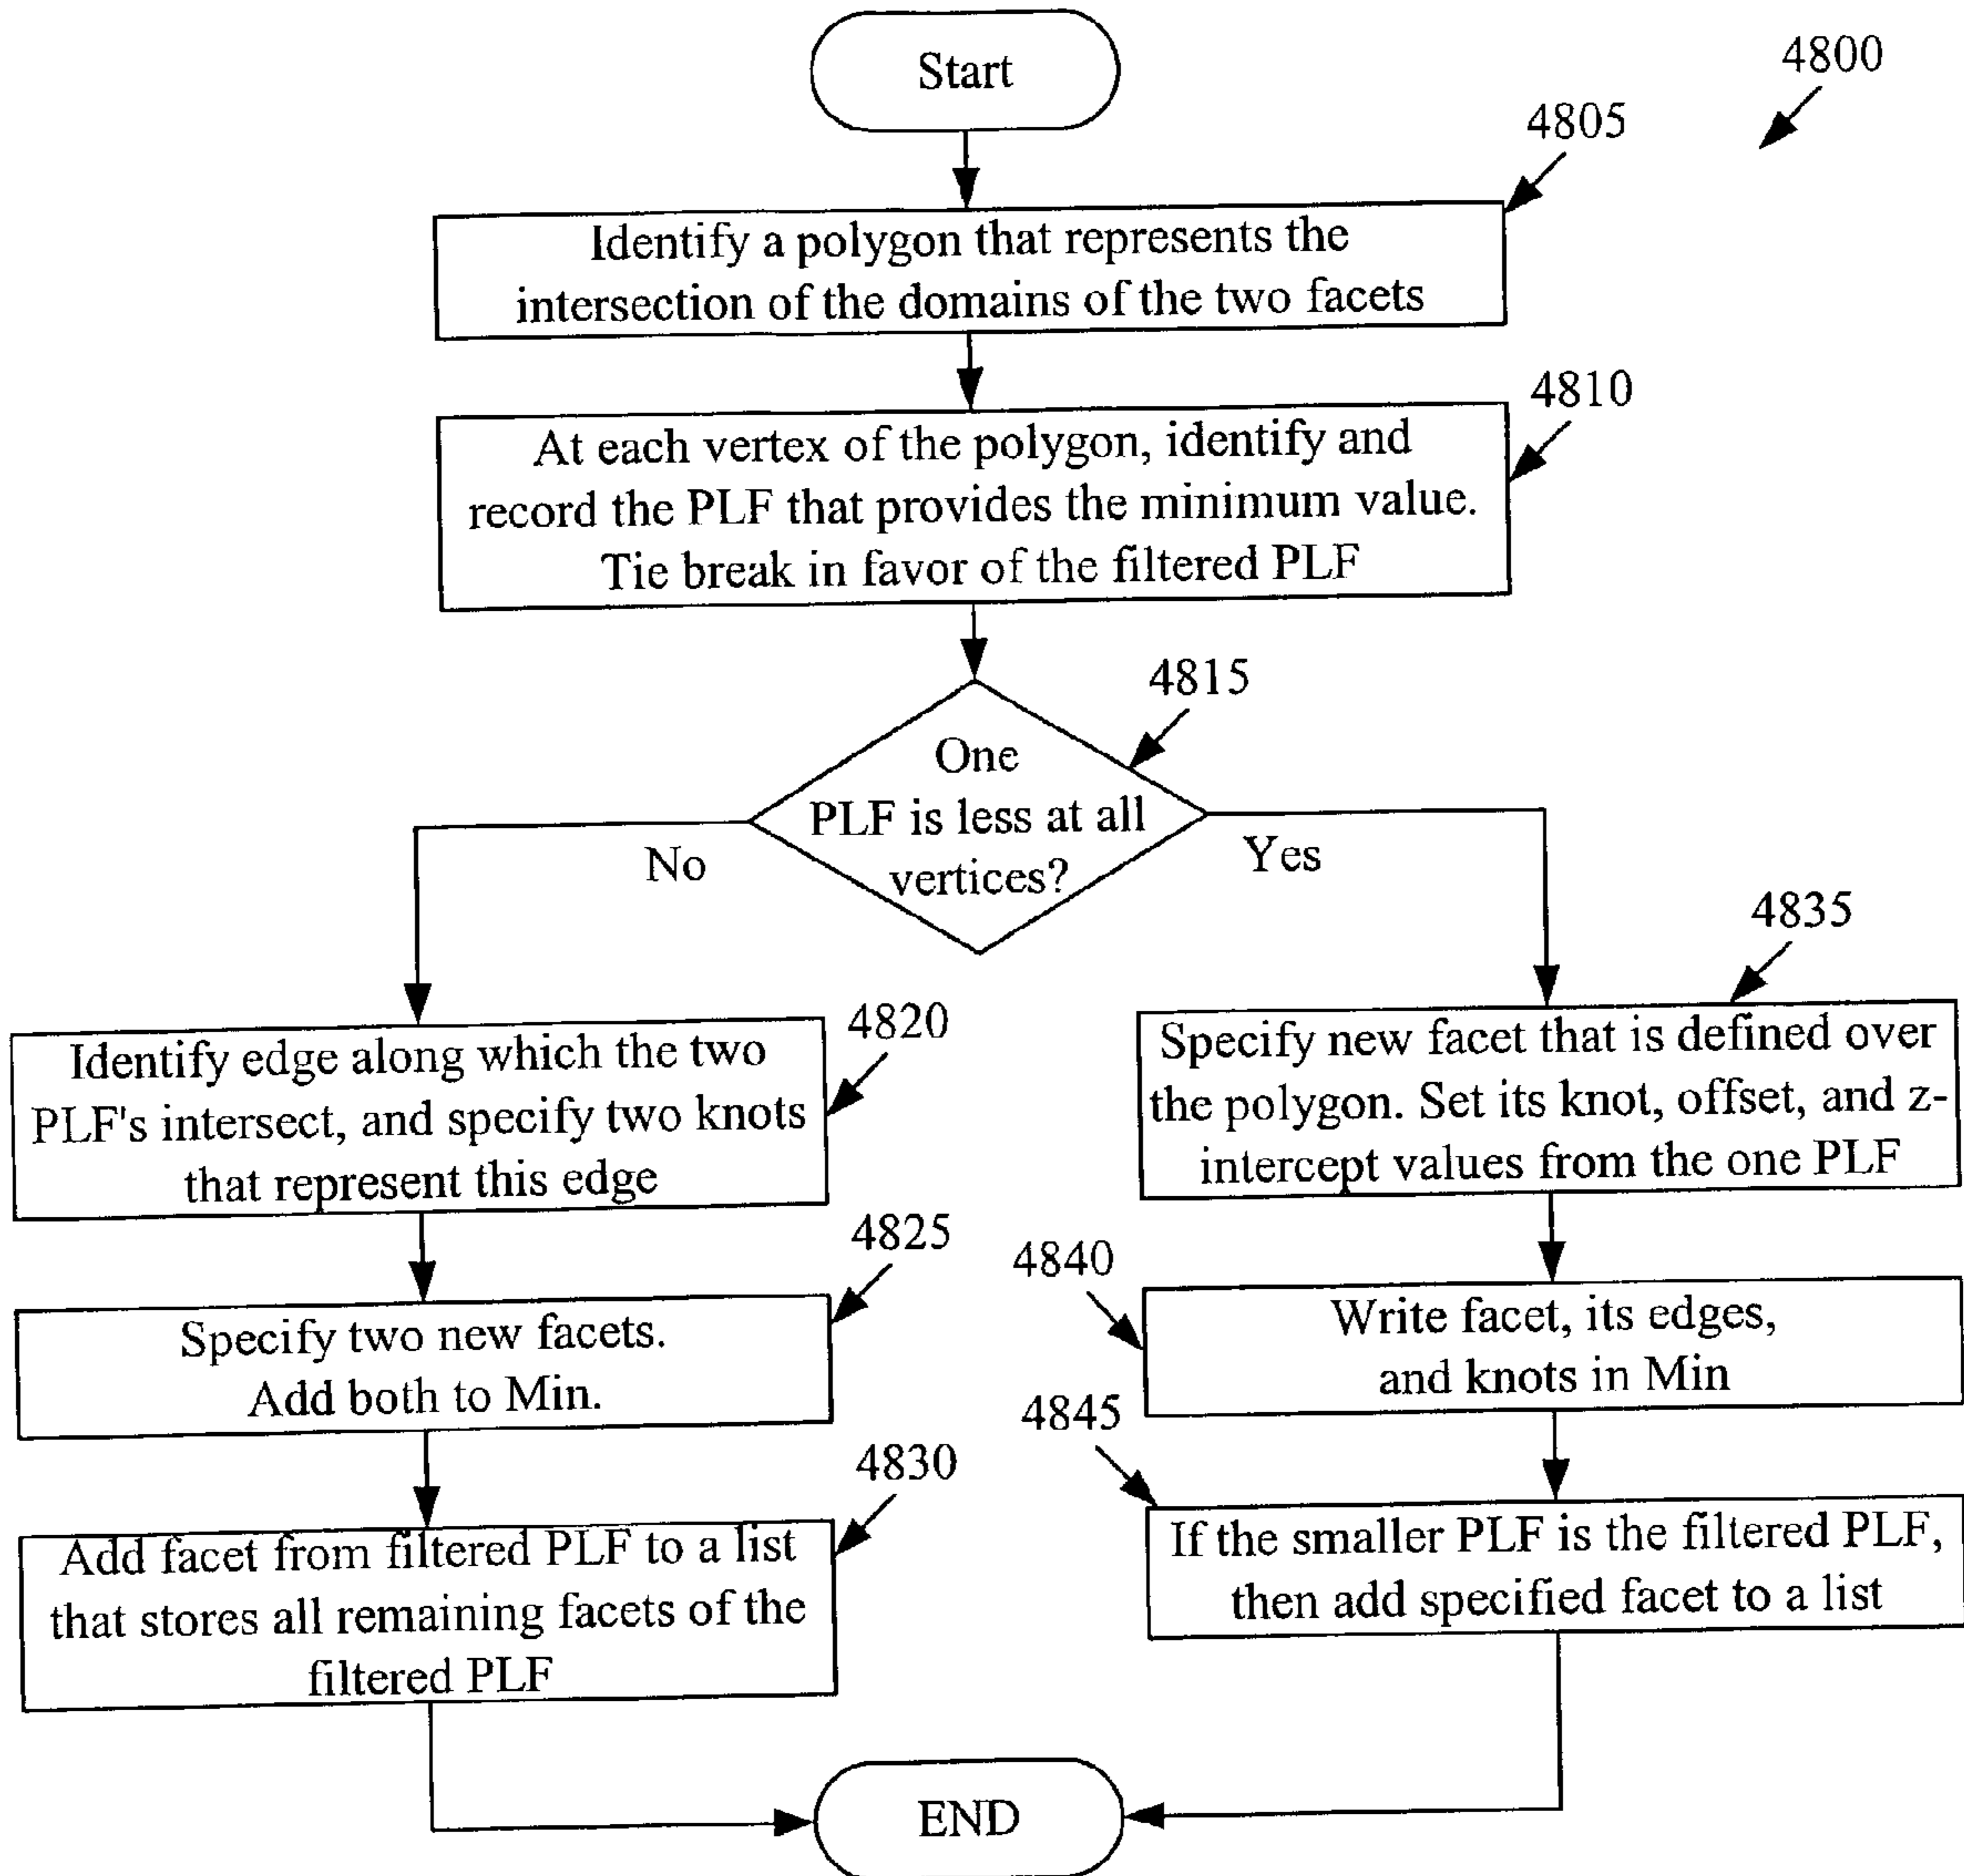 Start
4800
4805
Identify a polygon that represents the
intersection of the domains of the two facets
4810
At each vertex of the polygon, identify and
record the PLF that provides the minimum value.
Tie break in favor of the filtered PLF
4815
One
PLF is less at all
vertices?
No
Yes
4820
Identify edge along which the two
PLF's intersect, and specify two knots
that represent this edge
4825
Specify two new facets.
Add both to Min.
4830
Add facet from filtered PLF to a list
that stores all remaining facets of the
filtered PLF
4835
Specify new facet that is defined over
the polygon. Set its knot, offset, and z-
intercept values from the one PLF
4840
Write facet, its edges,
and knots in Min
4845
If the smaller PLF is the filtered PLF,
then add specified facet to a list
END